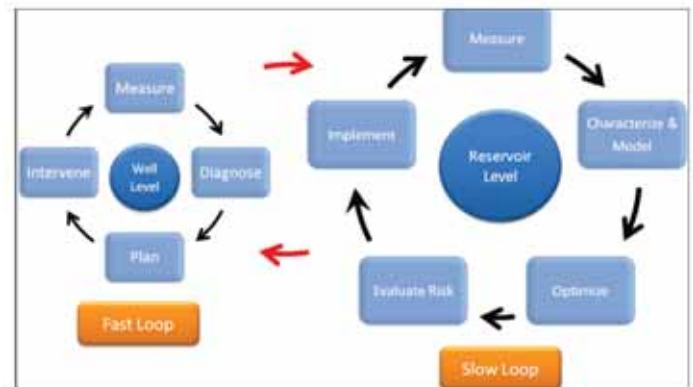 Measure
Intervene
Well
Level
Diagnose
Plan
Fast Loop
Measure
Implement
Reservoir
Level
Characterize &
Model
Evaluate Risk
Optimize
Slow Loop